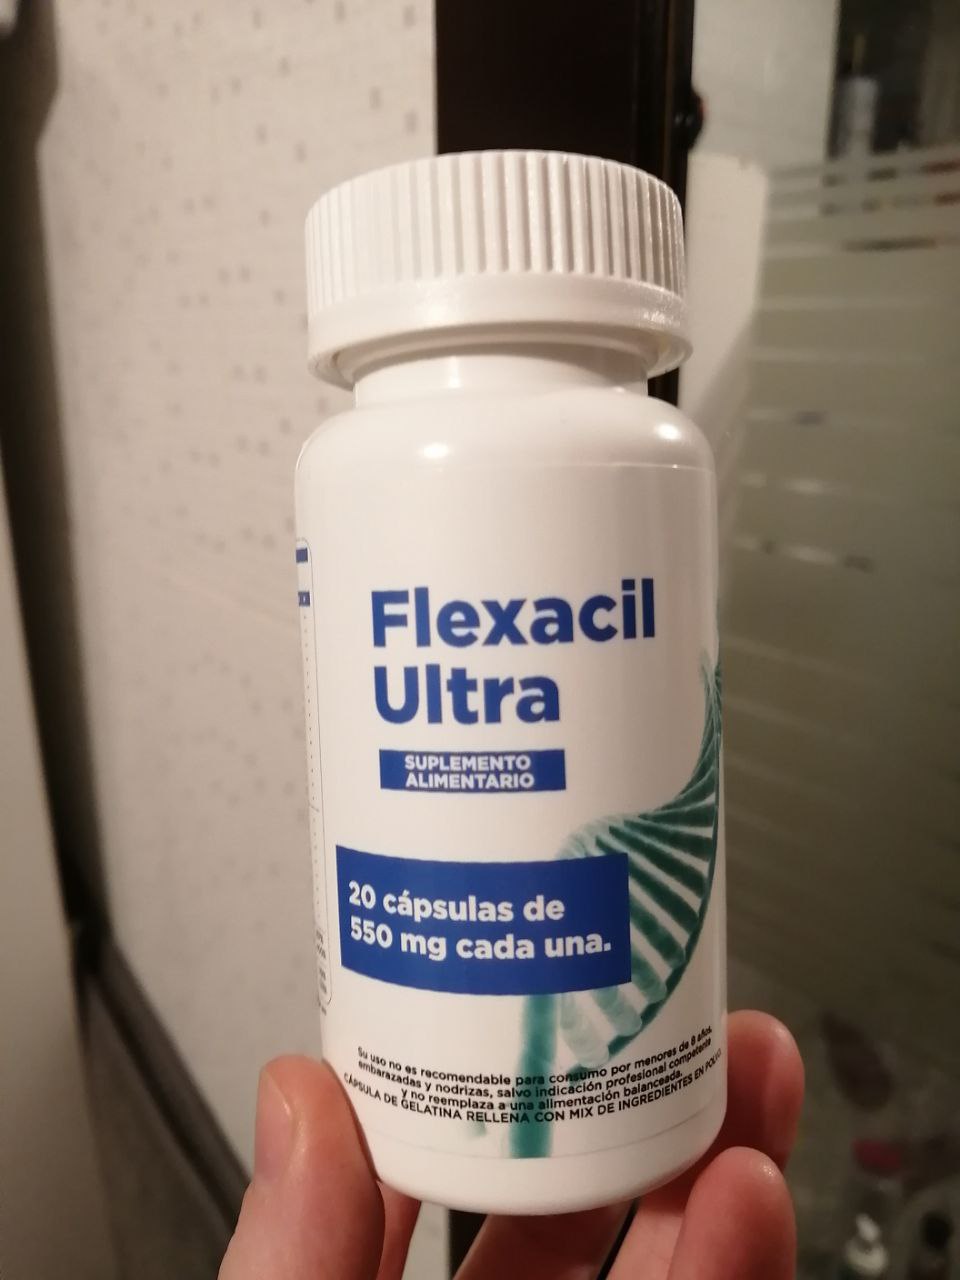 Flexacil
Ultra
SUPLEMENTO
ALIMENTARIO
20 cápsulas de
550 mg cada una.
Su uso no es recomendable para consumo por menores de 8 años,
embarazadas y nodrizas, salvo indicación profesional competente
y no reemplaza a una alimentación balanceada.
CÁPSULA DE GELATINA RELLENA CON MIX DE INGREDIENTES EN POLVO.